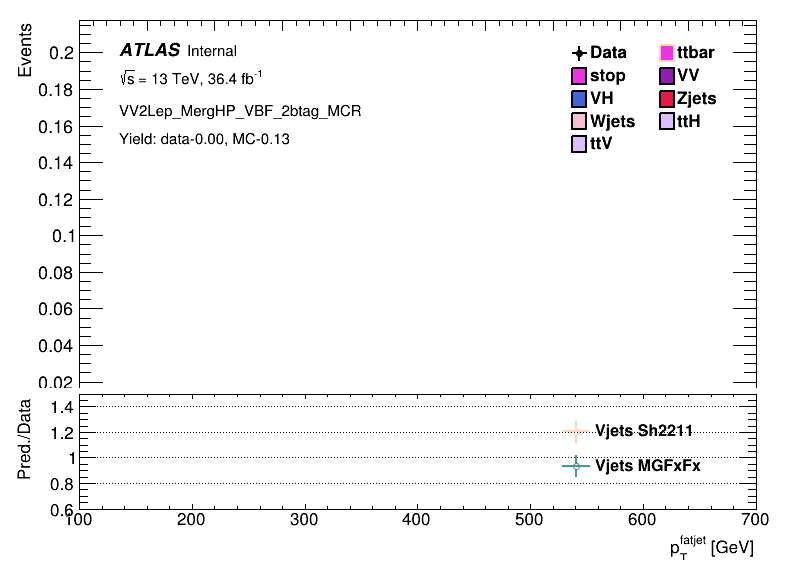 Events
0.2
0.18
0.16
0.14
0.12
0.1
0.08
0.06
0.04
0.02
ATLAS Internal
√s = 13 TeV, 36.4 fb⁻¹
VV2Lep_MergHP_VBF_2btag_MCR
Yield: data-0.00, MC-0.13
Data ttbar
stop VV
VH Zjets
Wjets ttH
ttV
Pred./Data
1.4
1.2
1
0.8
0.6
Vjets Sh2211
Vjets MGFxFx
100 200 300 400 500 600 700
p_T^fatjet [GeV]